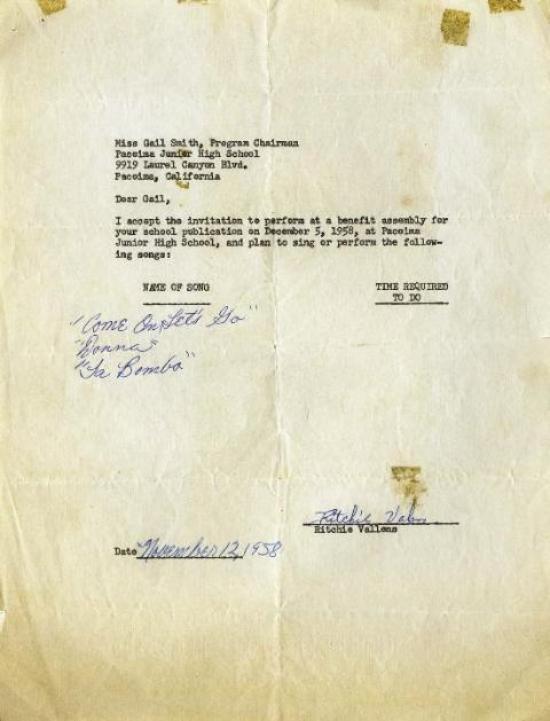 Miss Gail Smith, Program Chairman
Pacoima Junior High School
9919 Laurel Canyon Blvd.
Pacoima, California
Dear Gail,
I accept the invitation to perform at a benefit assembly for
your school publication on December 5, 1958, at Pacoima
Junior High School, and plan to sing or perform the follow-
ing songs:
NAME OF SONG TIME REQUIRED
TO DO
"Come On, Let's Go"
"Donna"
"La Bomba"
Ritchie Valens
Ritchie Vallens
Date November 12, 1958